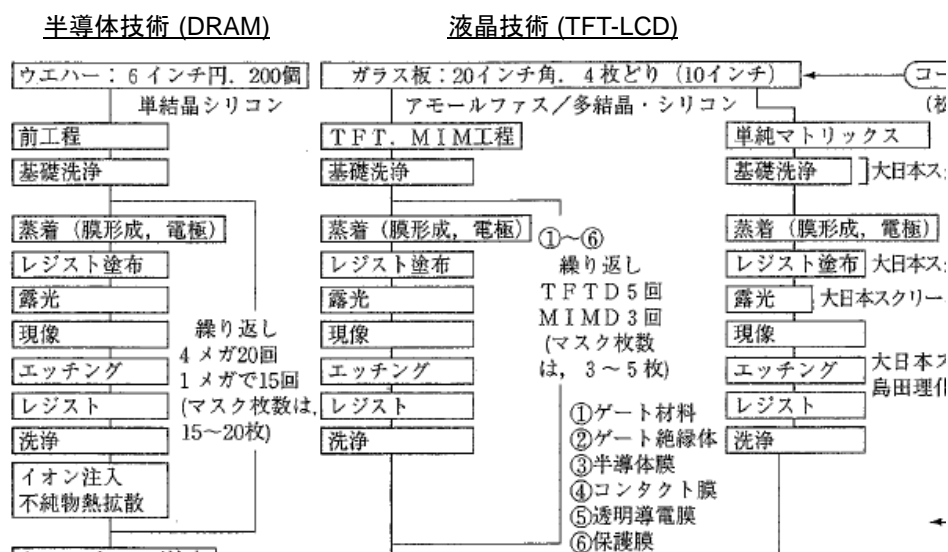 半導体技術 (DRAM)
液晶技術 (TFT-LCD)
ウエハー：6インチ円．200個
単結晶シリコン
前工程
基礎洗浄
蒸着（膜形成，電極）
レジスト塗布
露光
現像
エッチング
レジスト
洗浄
イオン注入
不純物熱拡散
繰り返し
4メガ20回
1メガで15回
(マスク枚数は，
15～20枚)
ガラス板：20インチ角．4枚どり（10インチ）
アモールファス／多結晶・シリコン
TFT．MIM工程
基礎洗浄
蒸着（膜形成，電極）
レジスト塗布
露光
現像
エッチング
レジスト
洗浄
①～⑥
繰り返し
TFTD5回
MIMD3回
(マスク枚数
は，3～5枚)
①ゲート材料
②ゲート絶縁体
③半導体膜
④コンタクト膜
⑤透明導電膜
⑥保護膜
コー
単純マトリックス
基礎洗浄
大日本ス
蒸着（膜形成，電極）
レジスト塗布
大日本ス
露光
大日本スクリー
現像
エッチング
大日本ス
島田理化
レジスト
洗浄